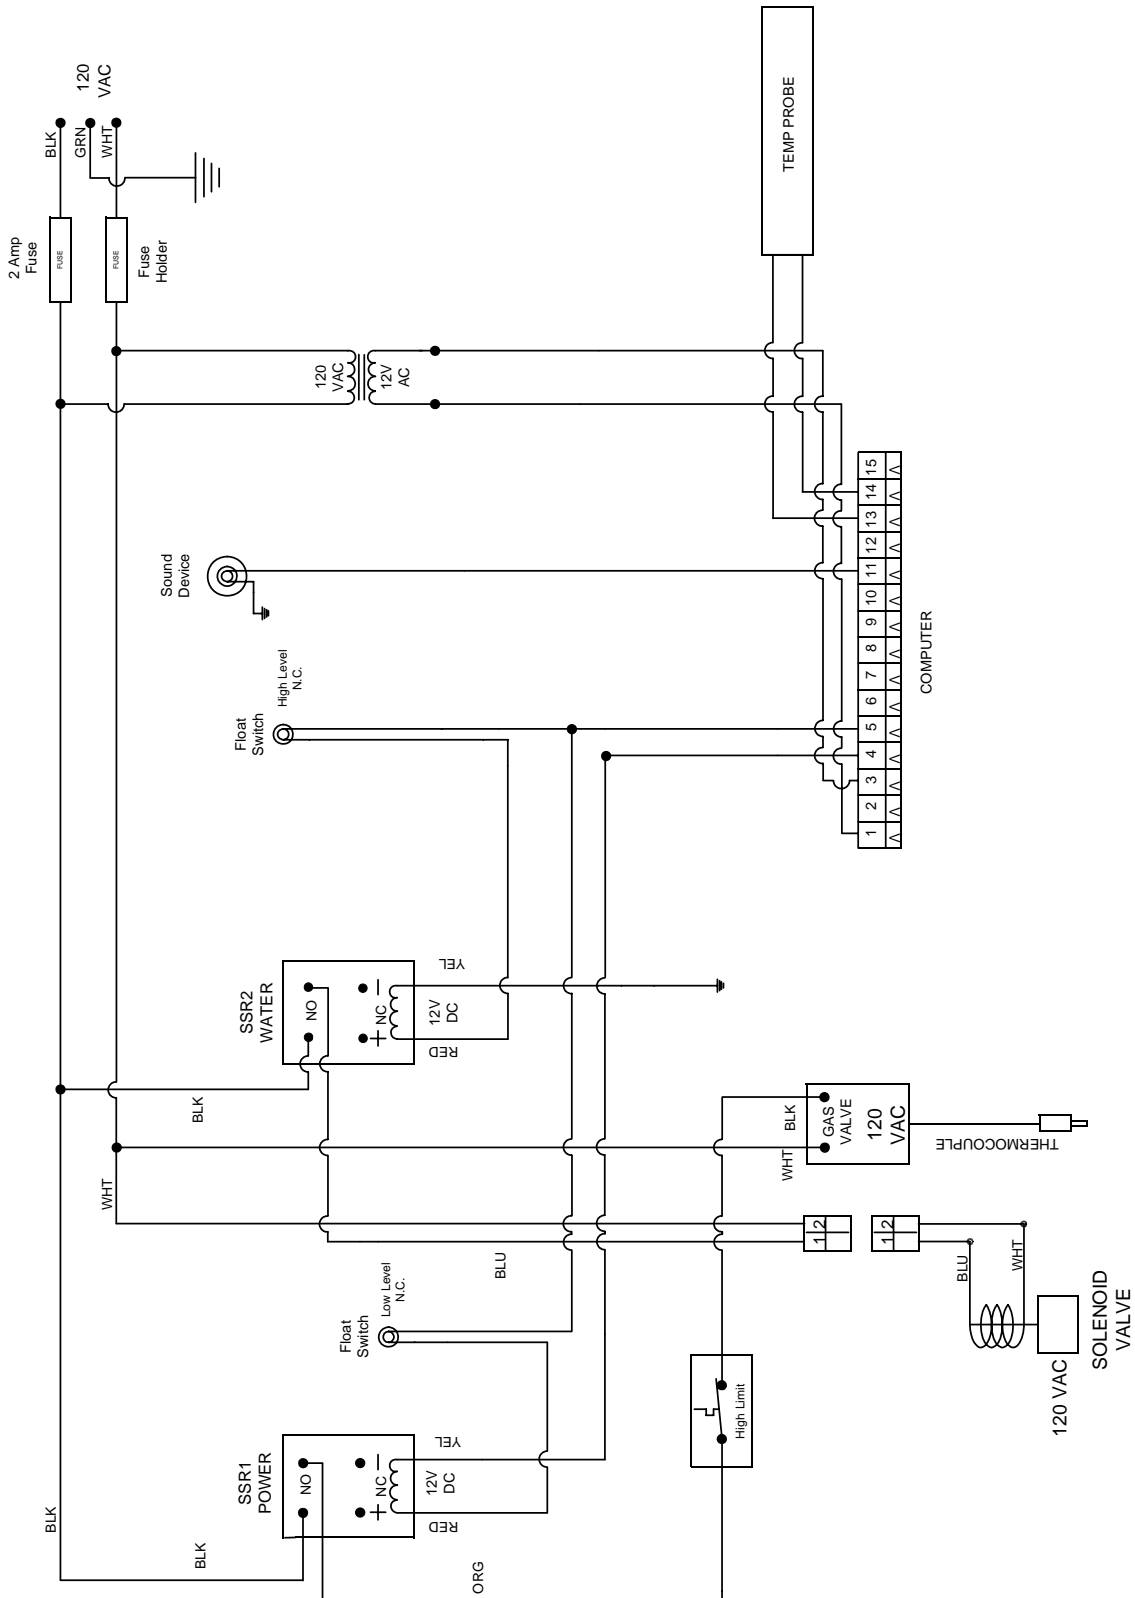 120
VAC
BLK
GRN
WHT
2 Amp
Fuse
FUSE
FUSE
Fuse
Holder
TEMP PROBE
120
VAC
12V
AC
Sound
Device
Float
Switch
High Level
N.C.
15
14
13
12
11
10
9
8
7
6
5
4
3
2
1
COMPUTER
SSR2
WATER
NO
NC
+
–
12V
DC
YEL
RED
BLK
WHT
BLK
WHT
GAS
VALVE
120
VAC
THERMOCOUPLE
BLU
1 2
1 2
BLU
WHT
120 VAC
SOLENOID
VALVE
Float
Switch
Low Level
N.C.
High Limit
SSR1
POWER
NO
NC
+
–
12V
DC
YEL
RED
BLK
BLK
ORG